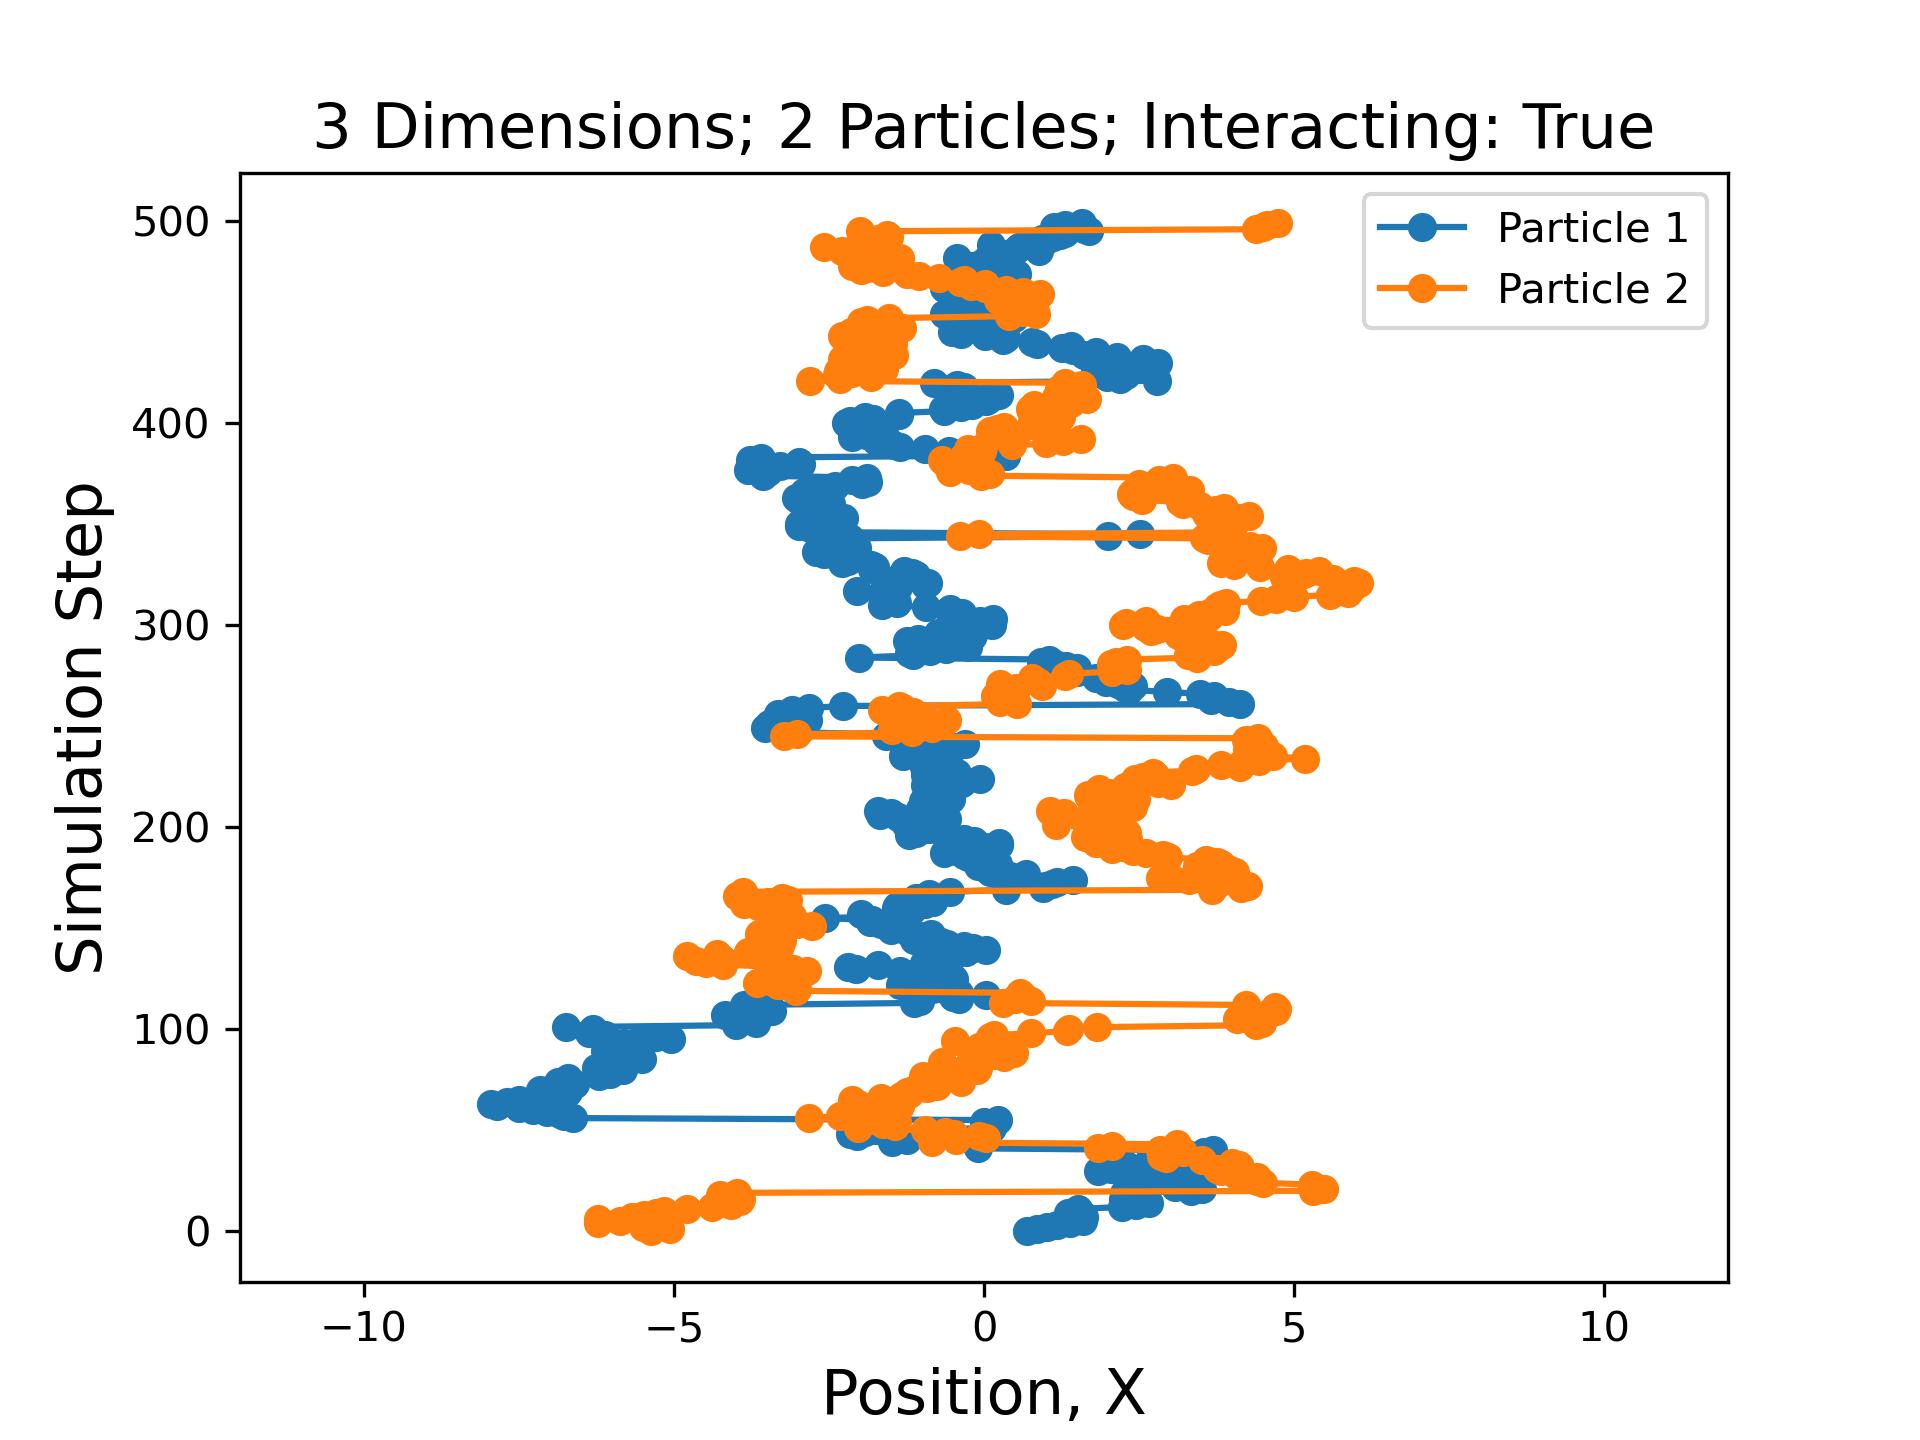 3 Dimensions; 2 Particles; Interacting: True
Particle 1
Particle 2
Simulation Step
500
400
300
200
100
0
−10
−5
0
5
10
Position, X